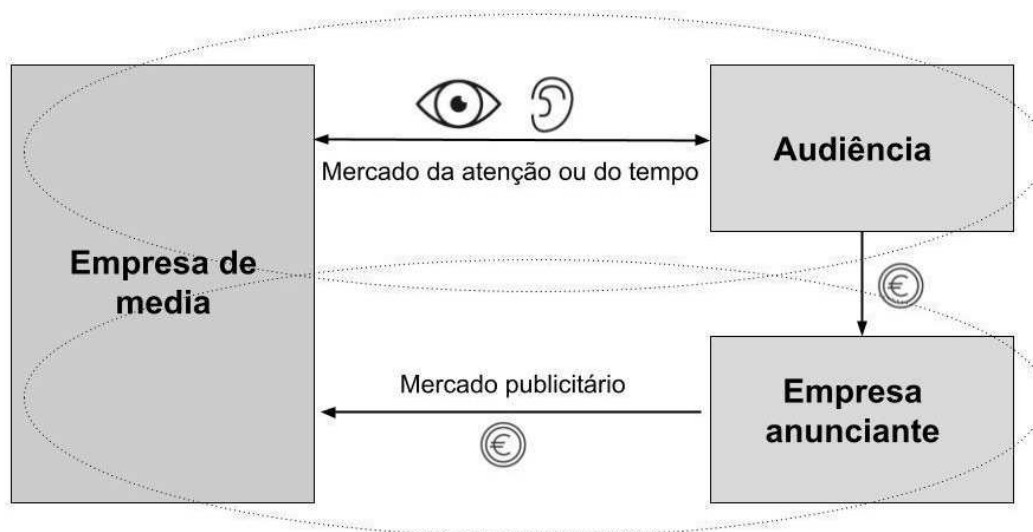 Mercado da atenção ou do tempo
Audiência
Empresa de
media
€
Mercado publicitário
€
Empresa
anunciante